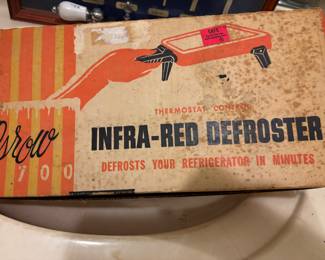 THERMOSTAT CONTROL
INFRA-RED DEFROSTER
DEFROSTS YOUR REFRIGERATOR IN MINUTES